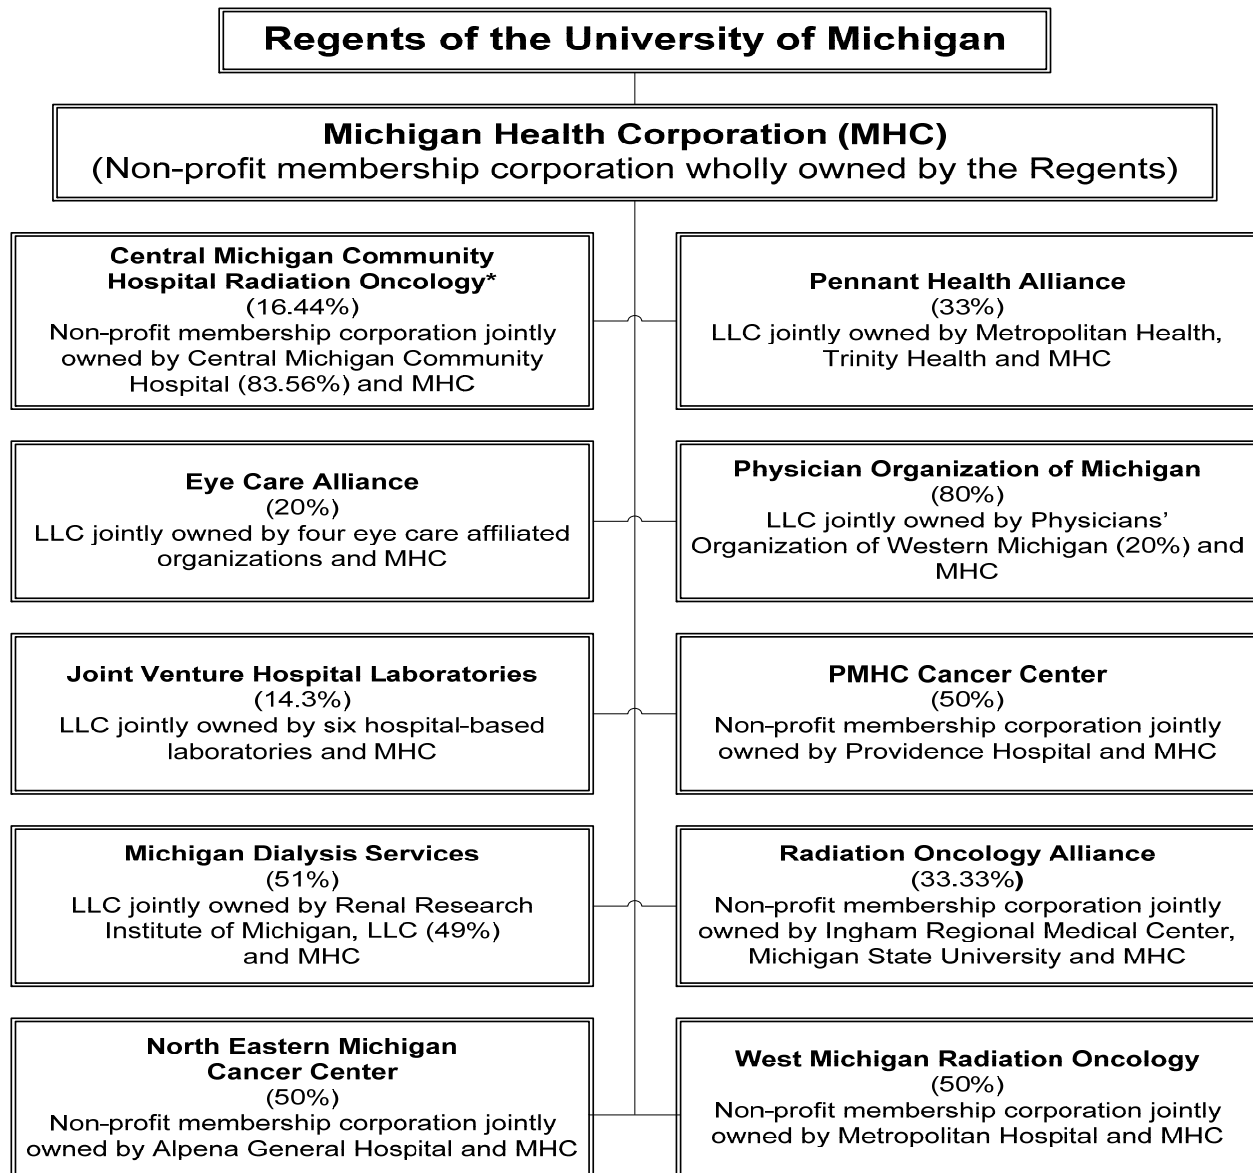 Regents of the University of Michigan
Michigan Health Corporation (MHC)
(Non-profit membership corporation wholly owned by the Regents)
Central Michigan Community
Hospital Radiation Oncology*
(16.44%)
Non-profit membership corporation jointly
owned by Central Michigan Community
Hospital (83.56%) and MHC
Pennant Health Alliance
(33%)
LLC jointly owned by Metropolitan Health,
Trinity Health and MHC
Eye Care Alliance
(20%)
LLC jointly owned by four eye care affiliated
organizations and MHC
Physician Organization of Michigan
(80%)
LLC jointly owned by Physicians’
Organization of Western Michigan (20%) and
MHC
Joint Venture Hospital Laboratories
(14.3%)
LLC jointly owned by six hospital-based
laboratories and MHC
PMHC Cancer Center
(50%)
Non-profit membership corporation jointly
owned by Providence Hospital and MHC
Michigan Dialysis Services
(51%)
LLC jointly owned by Renal Research
Institute of Michigan, LLC (49%)
and MHC
Radiation Oncology Alliance
(33.33%)
Non-profit membership corporation jointly
owned by Ingham Regional Medical Center,
Michigan State University and MHC
North Eastern Michigan
Cancer Center
(50%)
Non-profit membership corporation jointly
owned by Alpena General Hospital and MHC
West Michigan Radiation Oncology
(50%)
Non-profit membership corporation jointly
owned by Metropolitan Hospital and MHC